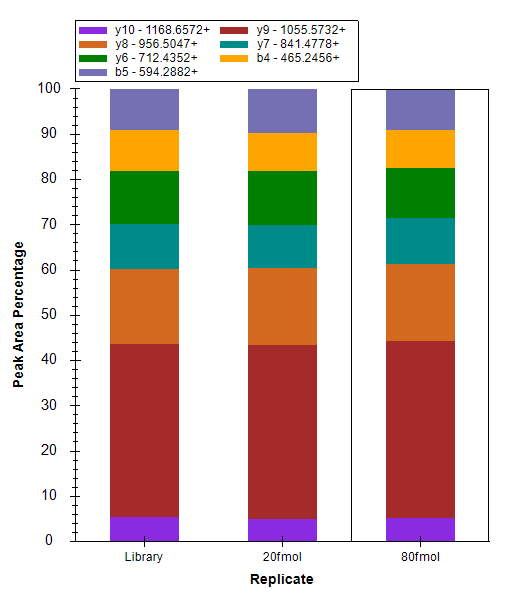 y10 - 1168.6572+ y9 - 1055.5732+
y8 - 956.5047+ y7 - 841.4778+
y6 - 712.4352+ b4 - 465.2456+
b5 - 594.2882+
100
90
80
70
60
50
40
30
20
10
0
Peak Area Percentage
Library 20fmol 80fmol
Replicate